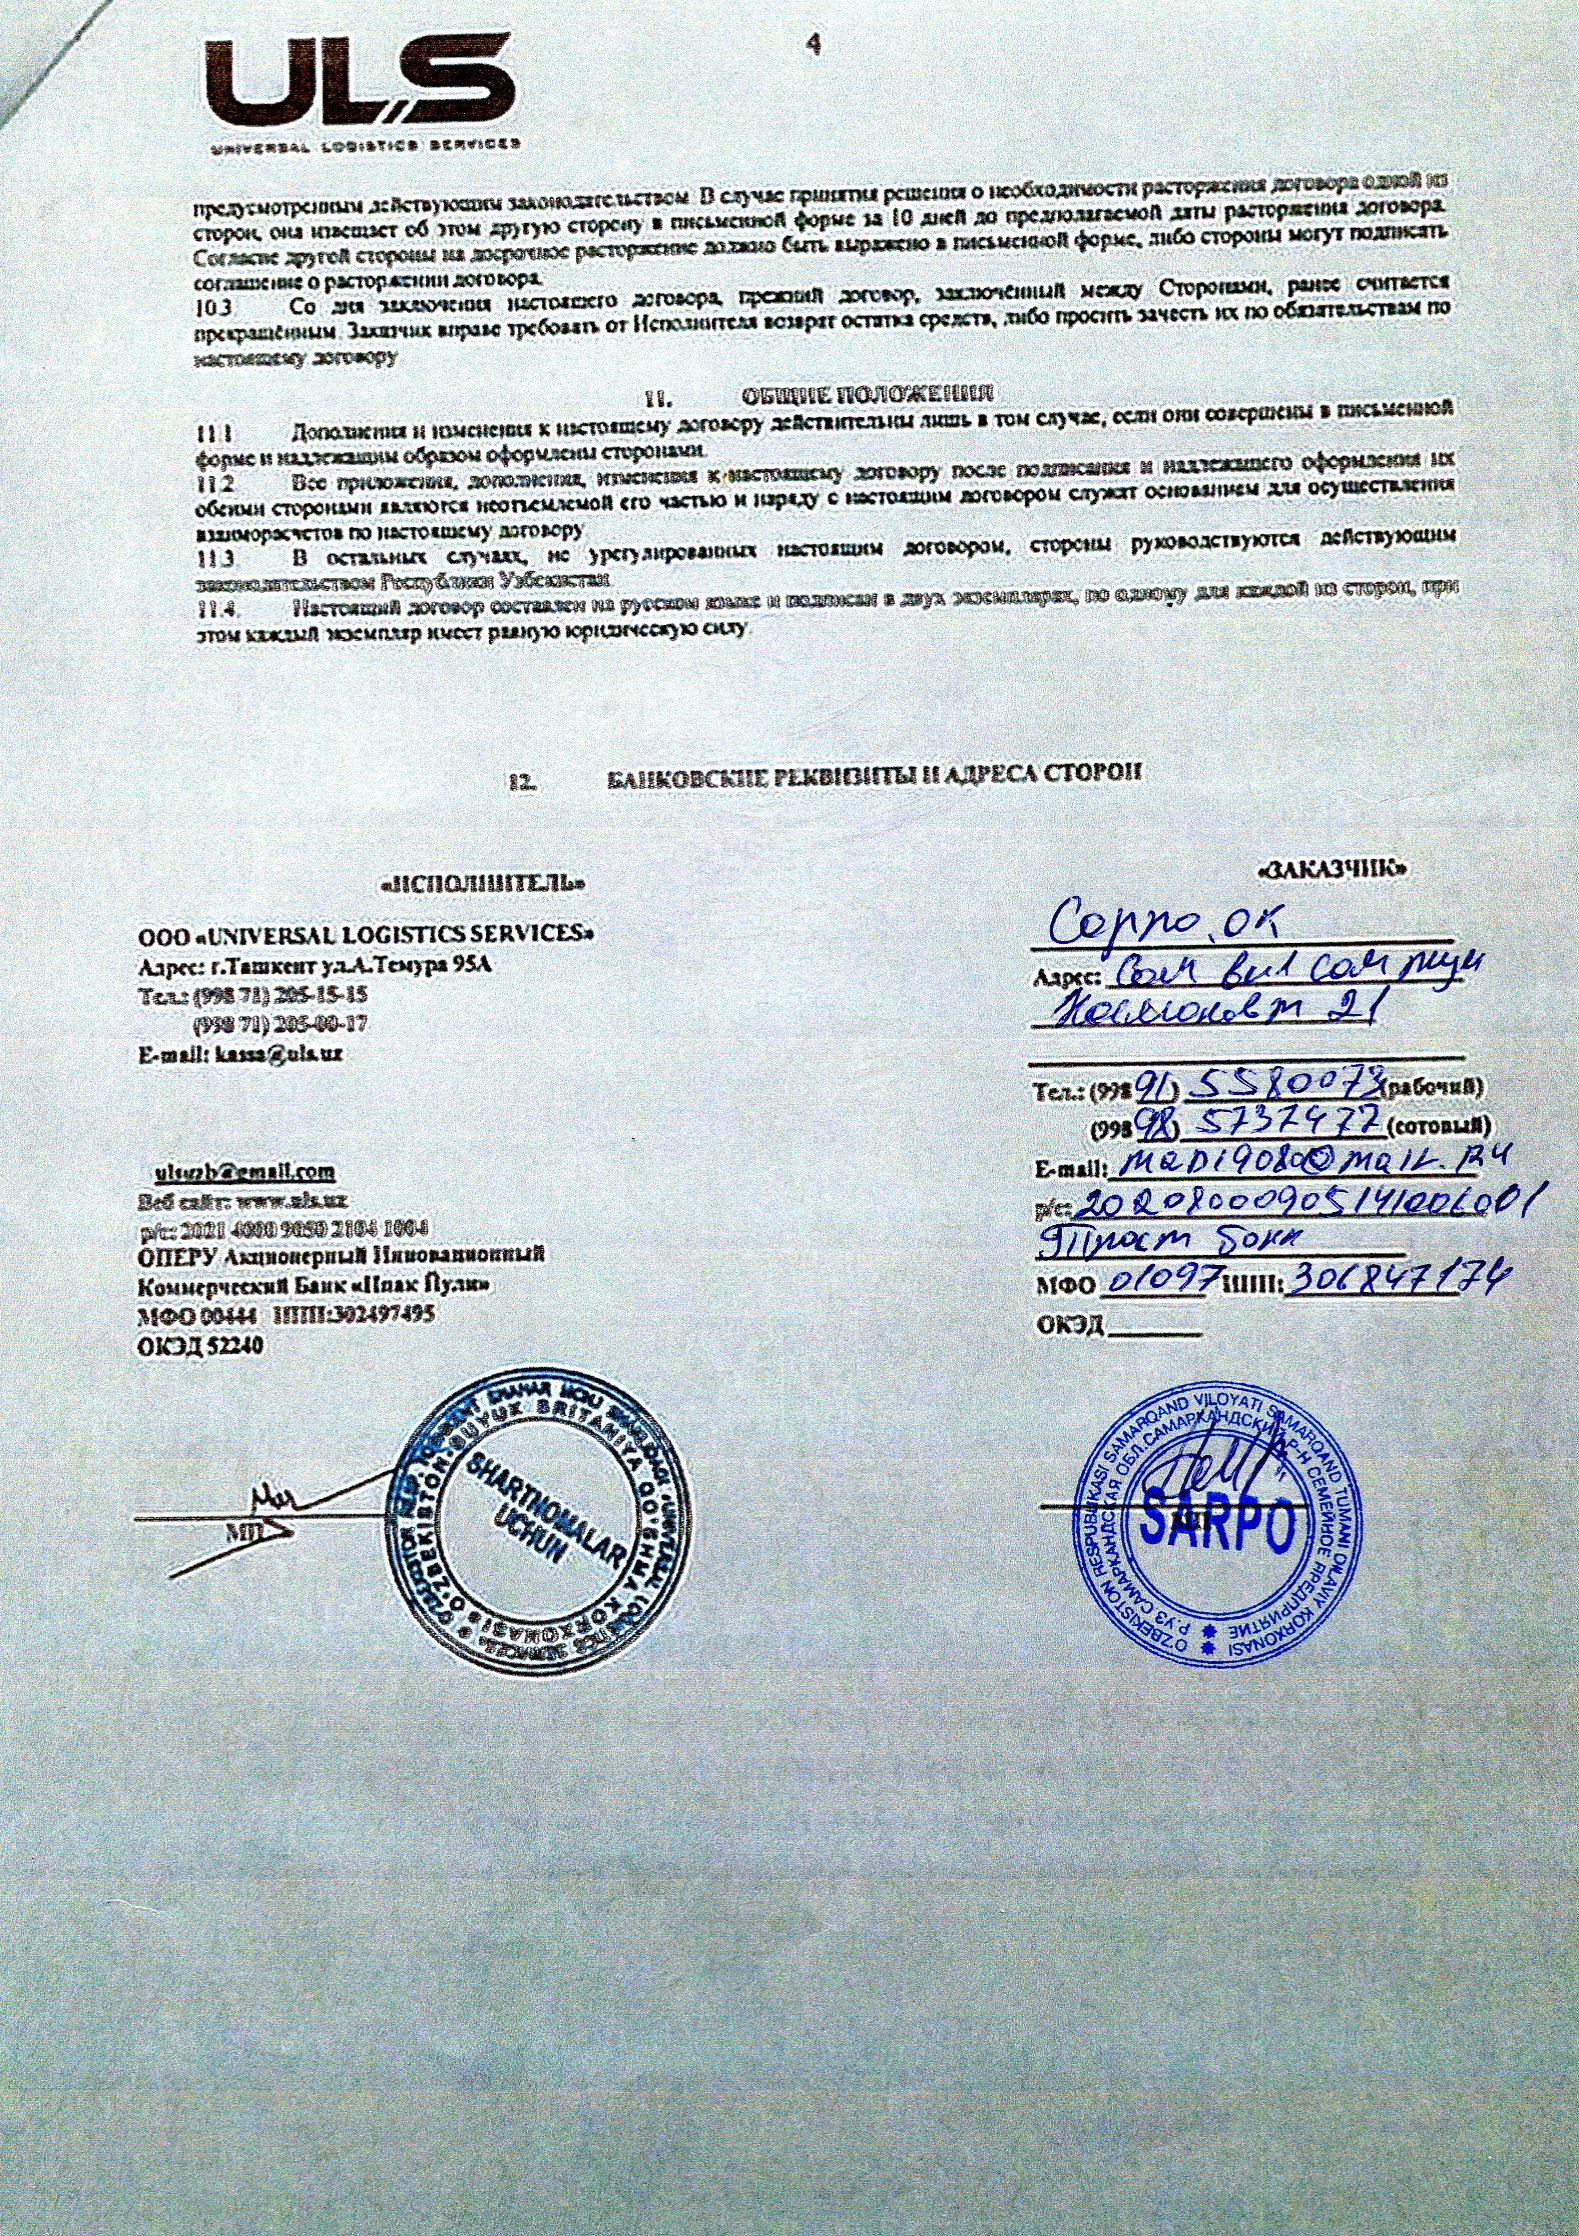 4
ULS
UNIVERSAL LOGISTICS SERVICES
предусмотренным действующим законодательством. В случае принятия решения о необходимости расторжения договора одной из
сторон, она извещает об этом другую сторону в письменной форме за 10 дней до предполагаемой даты расторжения договора.
Согласие другой стороны на досрочное расторжение должно быть выражено в письменной форме, либо стороны могут подписать
соглашение о расторжении договора.
10.3 Со дня заключения настоящего договора, прежний договор, заключенный между Сторонами, ранее считается
прекращённым. Заказчик вправе требовать от Исполнителя возврат остатка средств, либо просить зачесть их по обязательствам по
настоящему договору
11. ОБЩИЕ ПОЛОЖЕНИЯ
11.1 Дополнения и изменения к настоящему договору действительны лишь в том случае, если они совершены в письменной
форме и надлежащим образом оформлены сторонами.
11.2 Все приложения, дополнения, изменения к настоящему договору после подписания и надлежащего оформления их
обеими сторонами являются неотъемлемой его частью и наряду с настоящим договором служат основанием для осуществления
взаиморасчетов по настоящему договору
11.3 В остальных случаях, не урегулированных настоящим договором, стороны руководствуются действующим
законодательством Республики Узбекистан.
11.4. Настоящий договор составлен на русском языке и подписан в двух экземплярах, по одному для каждой из сторон, при
этом каждый экземпляр имеет равную юридическую силу.
12. БАНКОВСКИЕ РЕКВИЗИТЫ И АДРЕСА СТОРОН
«ИСПОЛНИТЕЛЬ»
ООО «UNIVERSAL LOGISTICS SERVICES»
Адрес: г.Ташкент ул.А.Темура 95А
Тел.: (998 71) 205-15-15
(998 71) 205-00-17
E-mail: kassa@uls.uz
ulsuzb@gmail.com
Веб сайт: www.uls.uz
р/с: 2021 4000 9050 2104 1004
ОПЕРУ Акционерный Инновационный
Коммерческий Банк «Ипак Йули»
МФО 00444 ИНН:302497495
ОКЭД 52240
МП
SHARTNOMALAR
UCHUN
O'ZBEKISTON-BUYUK BRITANIYA QO'SHMA KORXONASI
«ЗАКАЗЧИК»
Сарпо. ОК
Адрес: Сам вил сам
21
Тел.: (998 91) 5580073 (рабочий)
(998 98) 5737477 (сотовый)
E-mail: madi9080@mail.ru
р/с: 20208000905141006001
Траст банк
МФО 01097 ИНН: 306847174
ОКЭД
МП
SARPO
O'ZBEKISTON RESPUBLIKASI SAMARQAND VILOYATI SAMARQAND TUMANI OILAVIY KORXONASI
Р.УЗ САМАРКАНДСКАЯ ОБЛ.САМАРКАНДСКИЙ Р-Н СЕМЕЙНОЕ ПРЕДПРИЯТИЕ